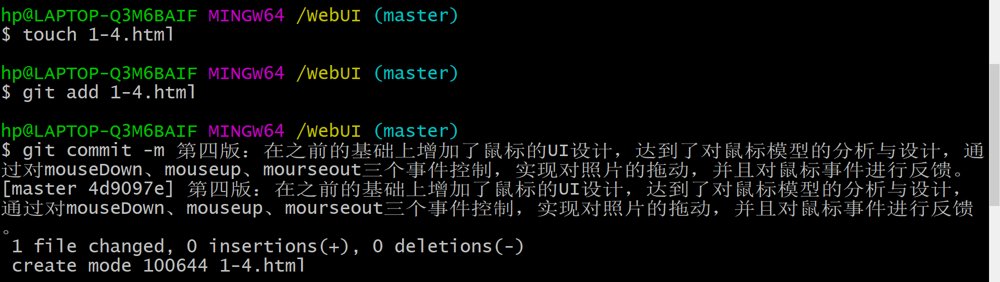 hp@LAPTOP-Q3M6BAIF MINGW64 /WebUI (master)
$ touch 1-4.html
hp@LAPTOP-Q3M6BAIF MINGW64 /WebUI (master)
$ git add 1-4.html
hp@LAPTOP-Q3M6BAIF MINGW64 /WebUI (master)
$ git commit -m 第四版：在之前的基础上增加了鼠标的UI设计，达到了对鼠标模型的分析与设计，通
过对mouseDown、mouseup、mourseout三个事件控制，实现对照片的拖动，并且对鼠标事件进行反馈。
[master 4d9097e] 第四版：在之前的基础上增加了鼠标的UI设计，达到了对鼠标模型的分析与设计，
通过对mouseDown、mouseup、mourseout三个事件控制，实现对照片的拖动，并且对鼠标事件进行反馈
。
1 file changed, 0 insertions(+), 0 deletions(-)
create mode 100644 1-4.html